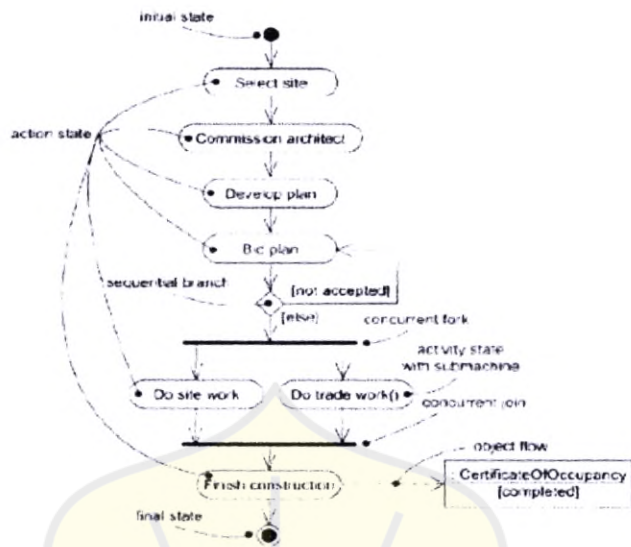 initial state
Select site
action state
Commission architect
Develop plan
Bid plan
sequential branch
[not accepted]
[else]
concurrent fork
activity state
with submachine
Do site work
Do trade work()
concurrent join
object flow
Finish construction
: CertificateOfOccupancy
[completed]
final state